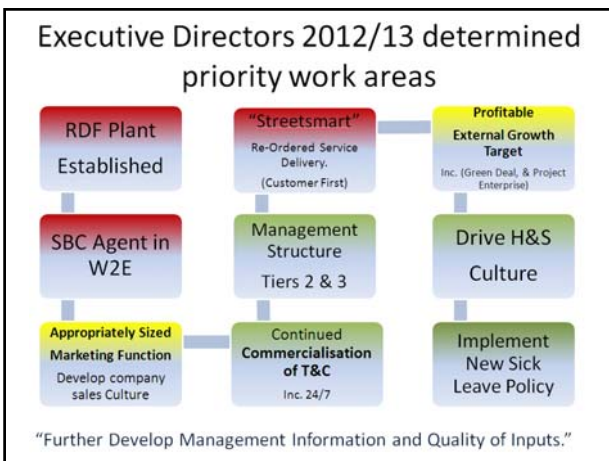 Executive Directors 2012/13 determined
priority work areas
RDF Plant
Established
SBC Agent in
W2E
Appropriately Sized
Marketing Function
Develop company
sales Culture
Continued
Commercialisation
of T&C
Inc. 24/7
Management
Structure
Tiers 2 & 3
"Streetsmart"
Re-Ordered Service
Delivery.
(Customer First)
Profitable
External Growth
Target
Inc. (Green Deal, & Project
Enterprise)
Drive H&S
Culture
Implement
New Sick
Leave Policy
"Further Develop Management Information and Quality of Inputs."